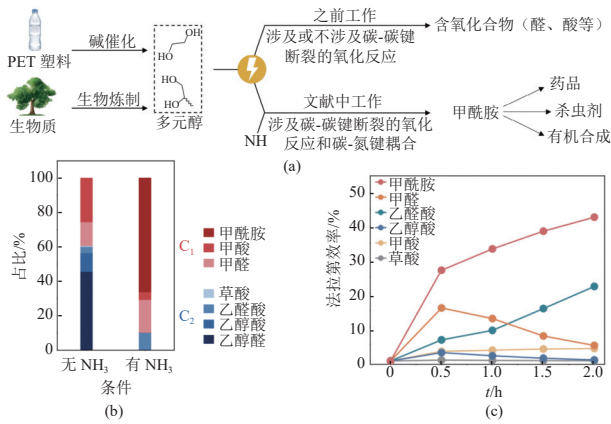 PET 塑料
碱催化
生物质
生物炼制
HO
OH
HO
HO
多元醇
之前工作
涉及或不涉及碳-碳键
断裂的氧化反应
含氧化合物（醛、酸等）
文献中工作
NH
涉及碳-碳键断裂的氧化
反应和碳-氮键耦合
甲酰胺
药品
杀虫剂
有机合成
(a)
占比/%
100
80
60
40
20
0
无 NH₃
有 NH₃
条件
C₁
甲酰胺
甲酸
甲醛
C₂
草酸
乙醛酸
乙醇酸
乙醇醛
(b)
法拉第效率/%
50
40
30
20
10
0
甲酰胺
甲醛
乙醛酸
乙醇酸
甲酸
草酸
0
0.5
1.0
1.5
2.0
t/h
(c)